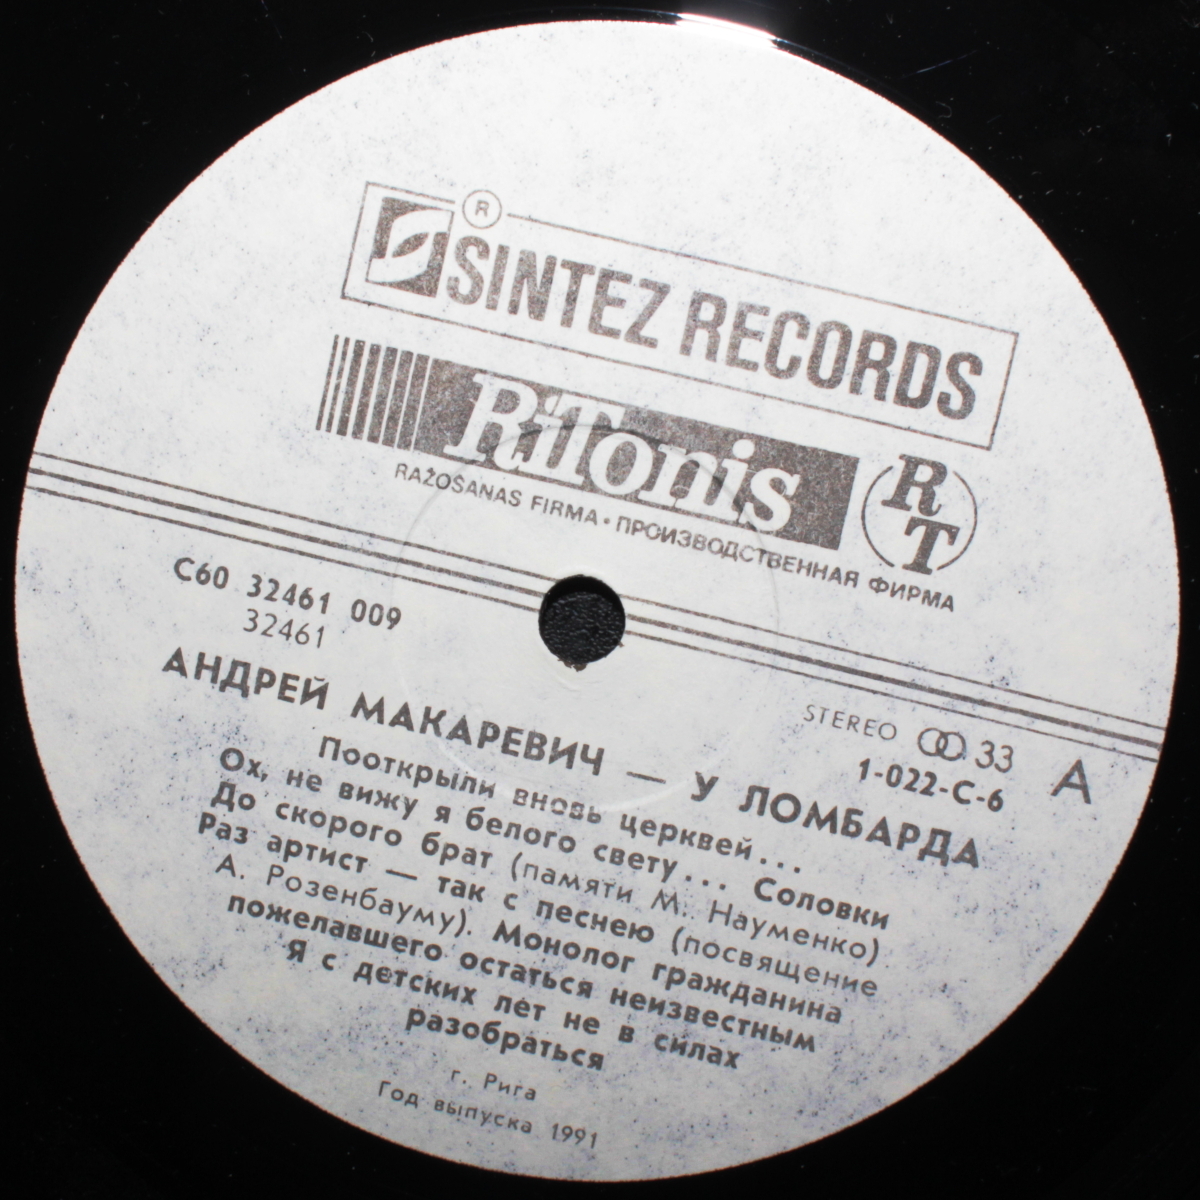 ®
SINTEZ RECORDS
RiTonis
RT
RAŽOŠANAS FIRMA • ПРОИЗВОДСТВЕННАЯ ФИРМА
С60 32461 009
32461
STEREO 33
1-022-С-6
А
АНДРЕЙ МАКАРЕВИЧ — У ЛОМБАРДА
Пооткрыли вновь церквей...
Ох, не вижу я белого свету... Соловки
До скорого брат (памяти М. Науменко)
Раз артист — так с песнею (посвящение
А. Розенбауму). Монолог гражданина
пожелавшего остаться неизвестным
Я с детских лет не в силах
разобраться
г. Рига
Год выпуска 1991